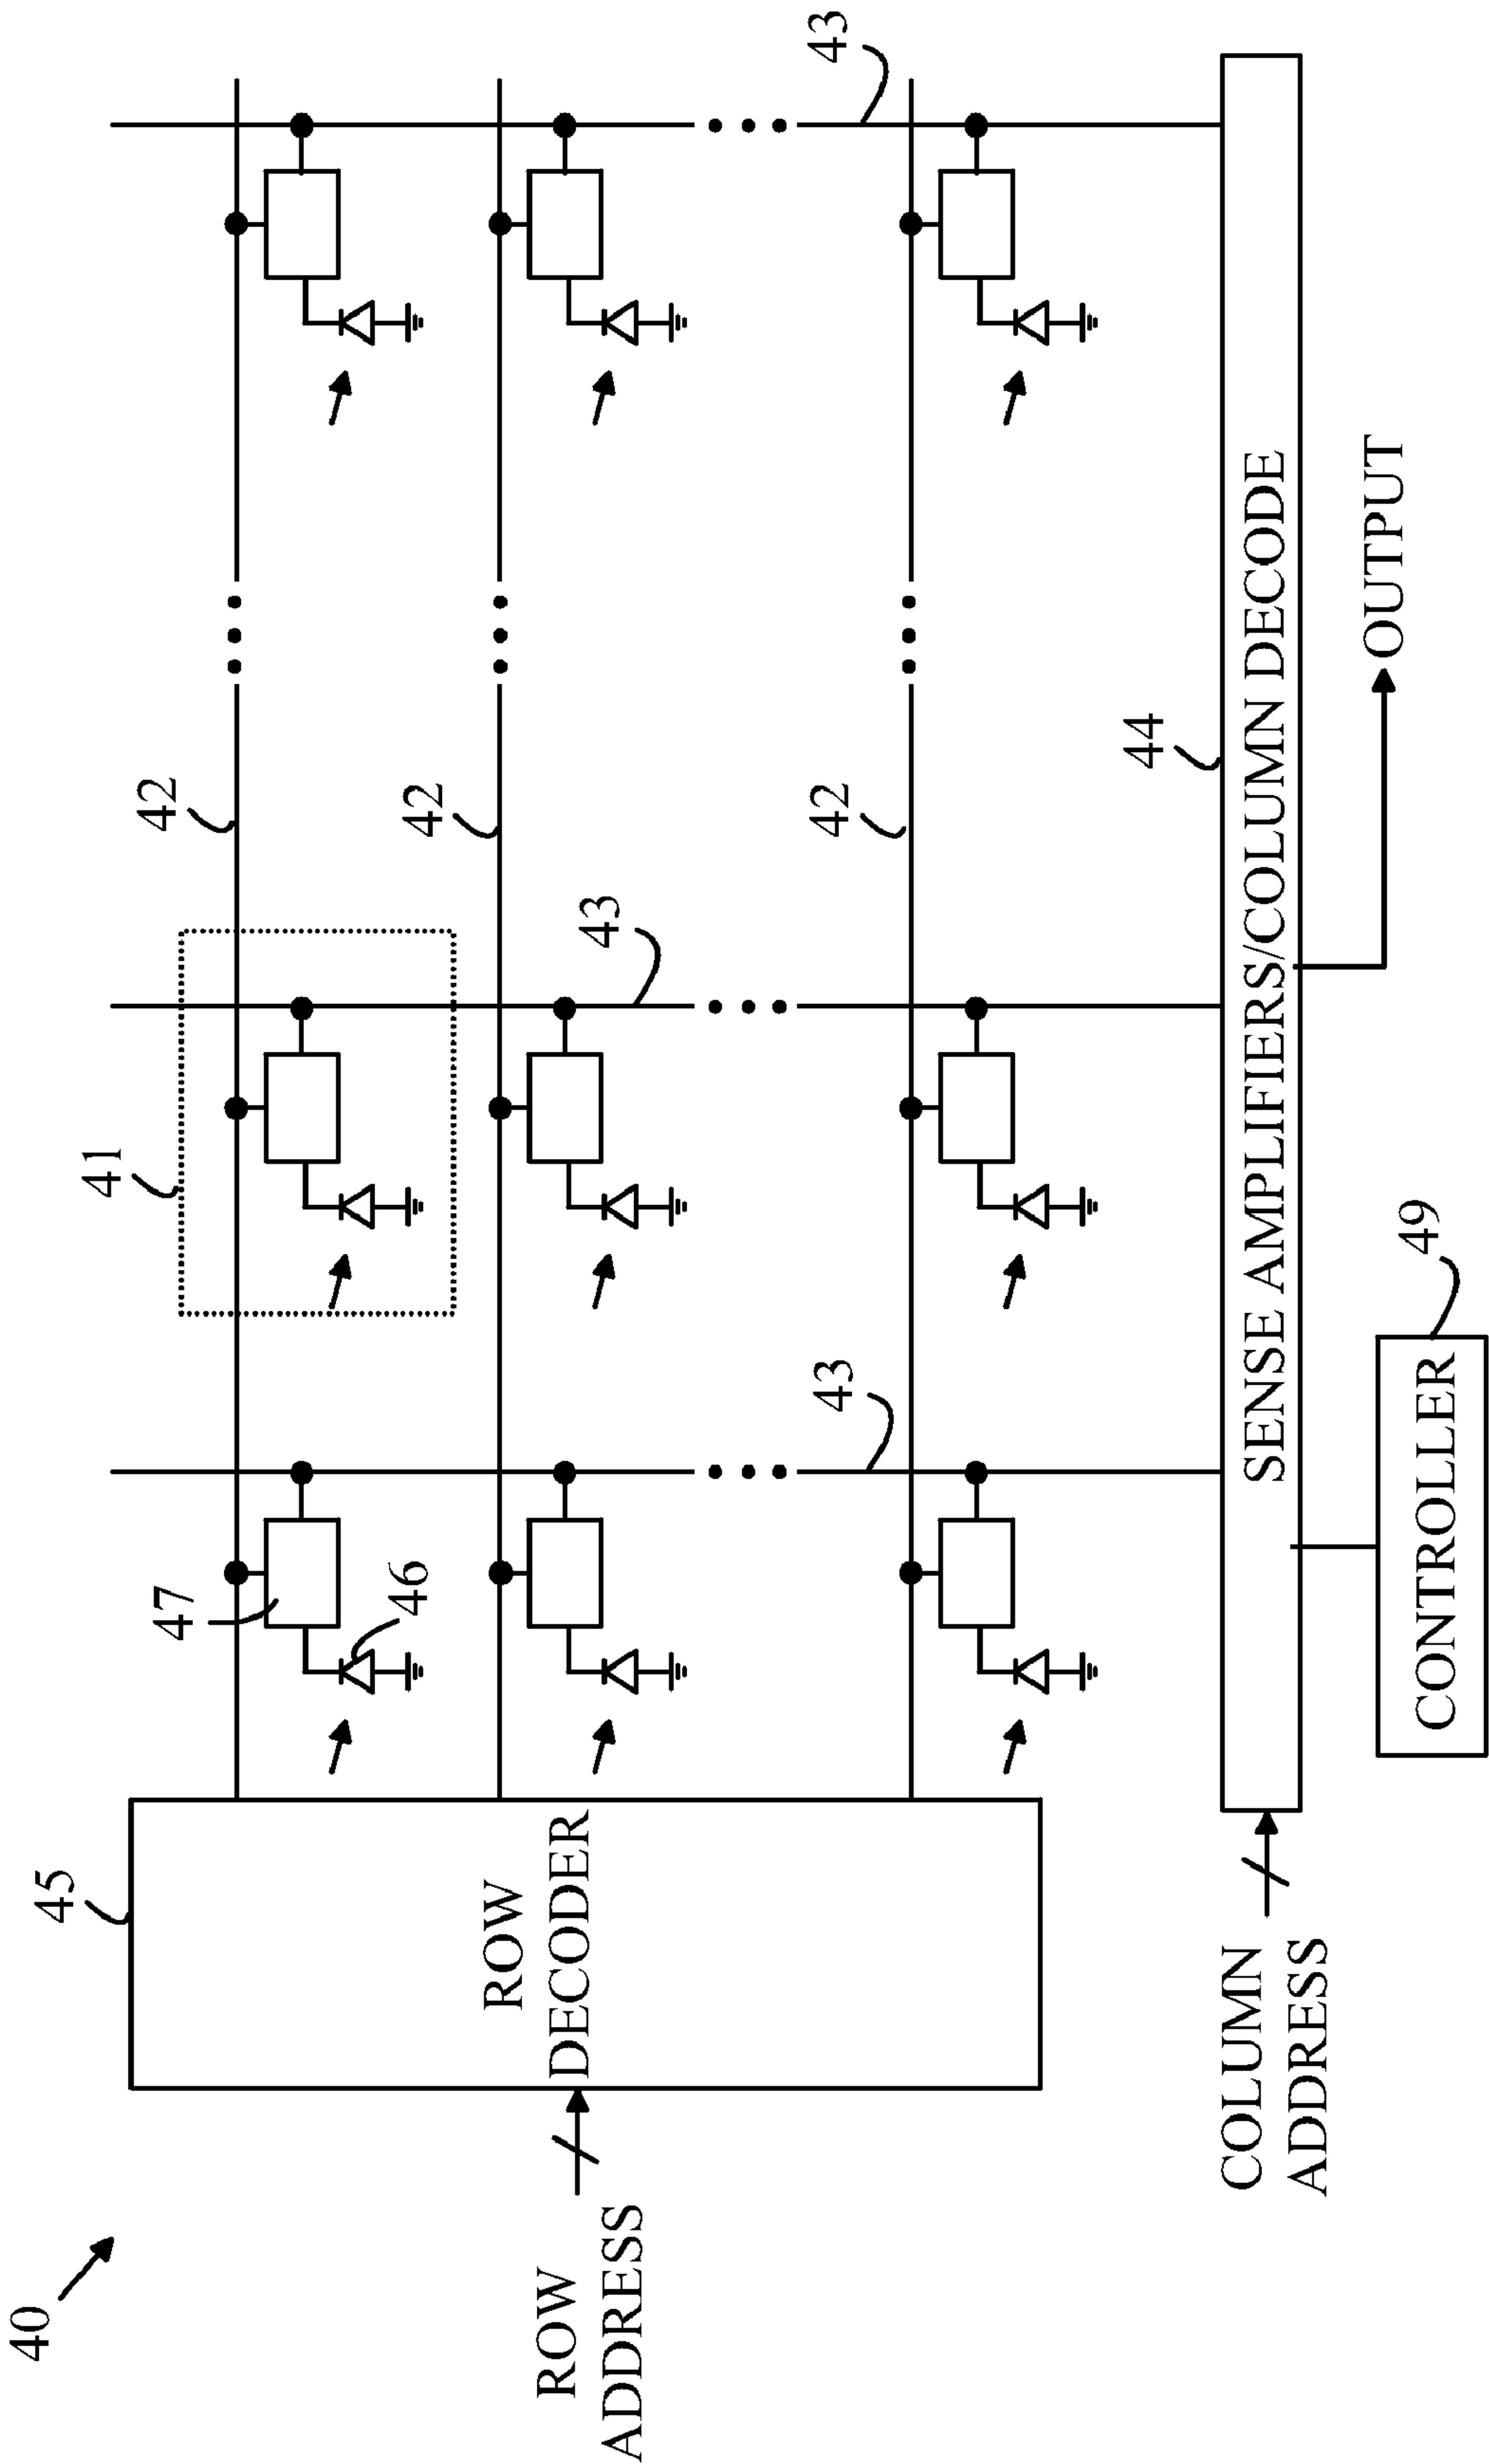 40
45
41
42
43
47
46
42
43
42
43
ROW
DECODER
ROW
ADDRESS
44
SENSE AMPLIFIERS/COLUMN DECODE
COLUMN
ADDRESS
CONTROLLER
49
OUTPUT